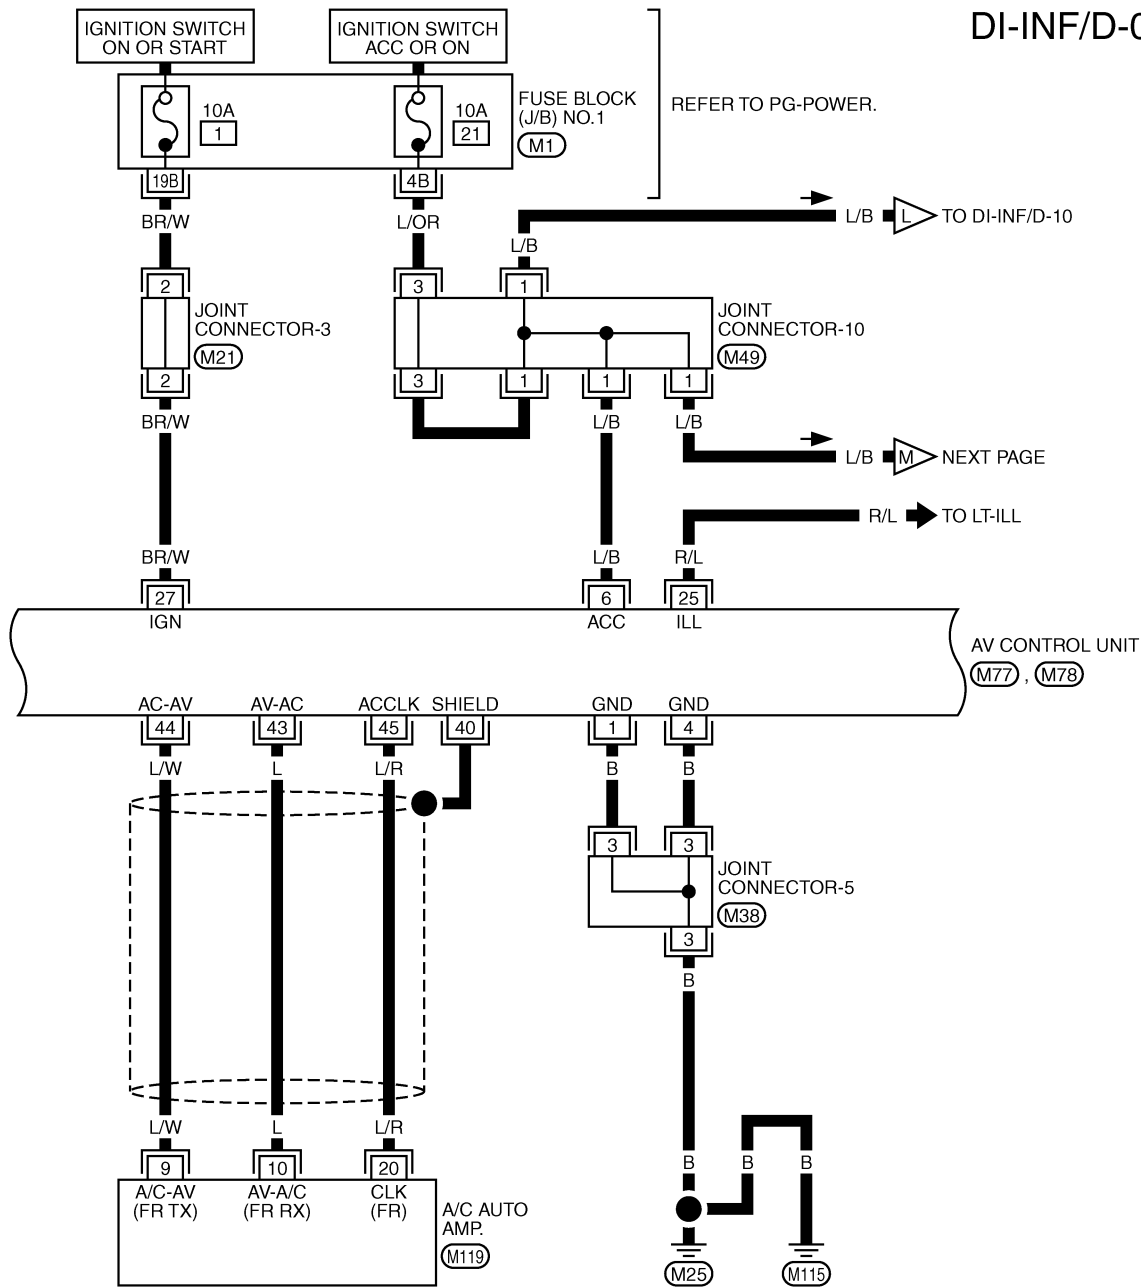 DI-INF/D-0
IGNITION SWITCH
ON OR START
IGNITION SWITCH
ACC OR ON
10A
1
10A
21
FUSE BLOCK
(J/B) NO.1
M1
REFER TO PG-POWER.
19B
4B
BR/W
L/OR
L/B
L/B
L
TO DI-INF/D-10
2
3
1
JOINT
CONNECTOR-3
M21
JOINT
CONNECTOR-10
M49
2
3
1
1
1
BR/W
L/B
L/B
L/B
M
NEXT PAGE
R/L
TO LT-ILL
BR/W
L/B
R/L
27
6
25
IGN
ACC
ILL
AV CONTROL UNIT
M77 , M78
AC-AV
AV-AC
ACCLK
SHIELD
GND
GND
44
43
45
40
1
4
L/W
L
L/R
B
B
3
3
JOINT
CONNECTOR-5
M38
3
B
L/W
L
L/R
B
B
B
9
10
20
A/C-AV
(FR TX)
AV-A/C
(FR RX)
CLK
(FR)
A/C AUTO
AMP.
M119
M25
M115